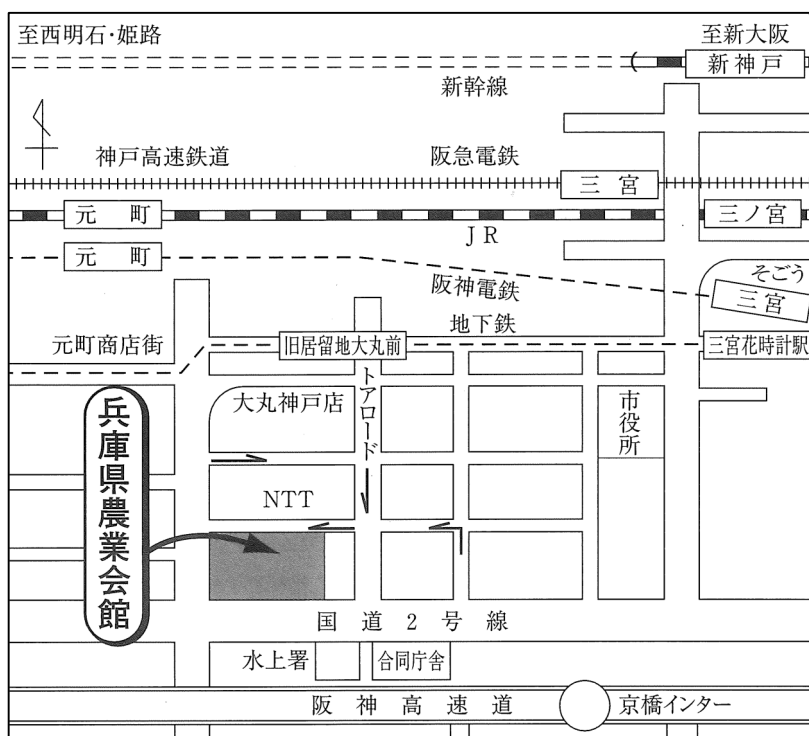 至西明石・姫路
至新大阪
新神戸
新幹線
神戸高速鉄道
阪急電鉄
三宮
元町
三ノ宮
JR
元町
そごう
阪神電鉄
三宮
地下鉄
元町商店街
旧居留地大丸前
三宮花時計駅
トアロード
大丸神戸店
市役所
兵庫県農業会館
NTT
国道2号線
水上署
合同庁舎
阪神高速道
京橋インター